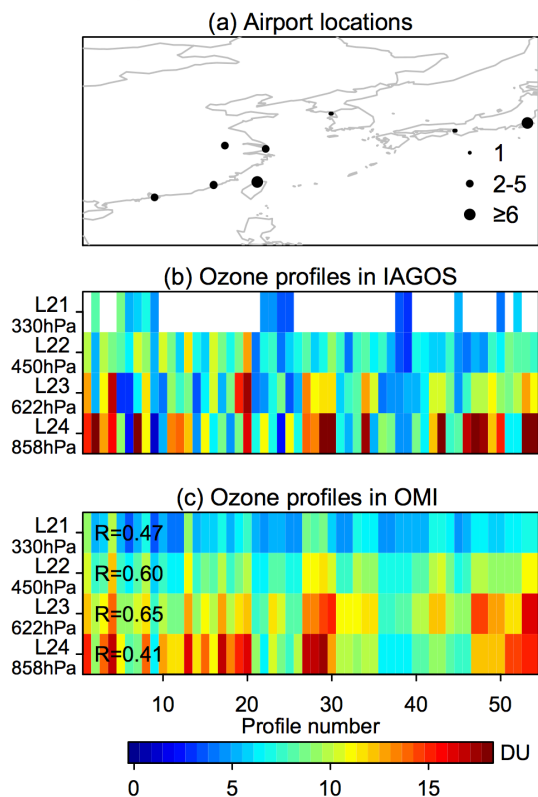 (a) Airport locations
1
2-5
≥6
(b) Ozone profiles in IAGOS
L21
330hPa
L22
450hPa
L23
622hPa
L24
858hPa
(c) Ozone profiles in OMI
L21 R=0.47
330hPa
L22 R=0.60
450hPa
L23 R=0.65
622hPa
L24 R=0.41
858hPa
10 20 30 40 50
Profile number
DU
0 5 10 15